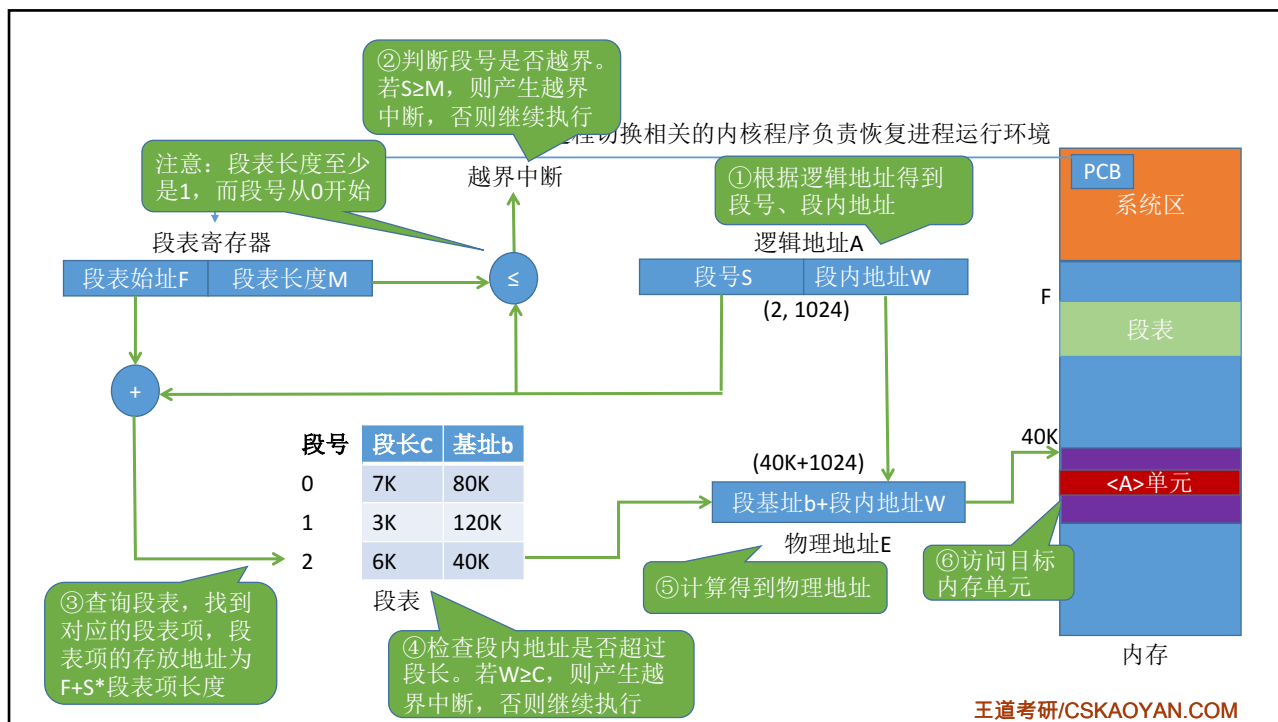 ②判断段号是否越界。
若S≥M，则产生越界
中断，否则继续执行
程切换相关的内核程序负责恢复进程运行环境
注意：段表长度至少
是1，而段号从0开始
越界中断
①根据逻辑地址得到
段号、段内地址
PCB
系统区
段表寄存器
逻辑地址A
段表始址F 段表长度M
≤
段号S 段内地址W
(2, 1024)
F
段表
+
段号 段长C 基址b
0 7K 80K
1 3K 120K
2 6K 40K
段表
(40K+1024)
段基址b+段内地址W
物理地址E
40K
<A>单元
③查询段表，找到
对应的段表项，段
表项的存放地址为
F+S*段表项长度
④检查段内地址是否超过
段长。若W≥C，则产生越
界中断，否则继续执行
⑤计算得到物理地址
⑥访问目标
内存单元
内存
王道考研/CSKAOYAN.COM